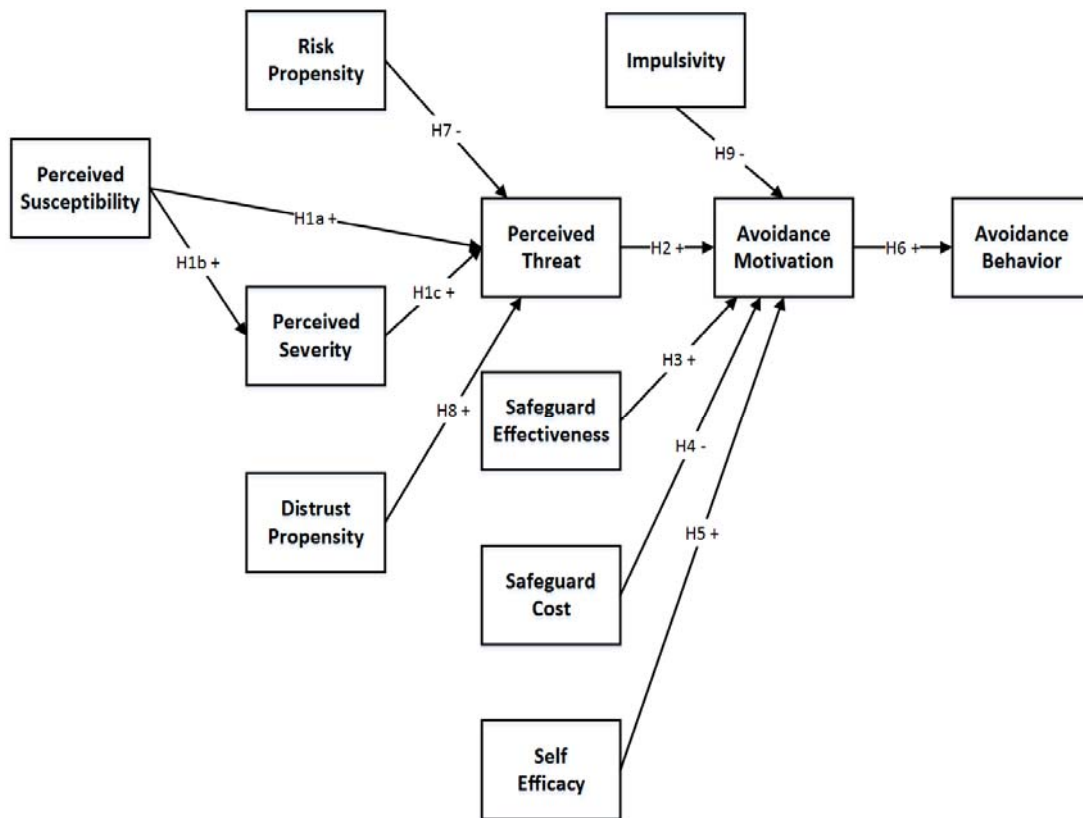 Risk
Propensity
Impulsivity
H7 -
H9 -
Perceived
Susceptibility
H1a +
Perceived
Threat
H2 +
Avoidance
Motivation
H6 +
Avoidance
Behavior
H1b +
H1c +
Perceived
Severity
H3 +
Safeguard
Effectiveness
H8 +
H4 -
Distrust
Propensity
H5 +
Safeguard
Cost
Self
Efficacy